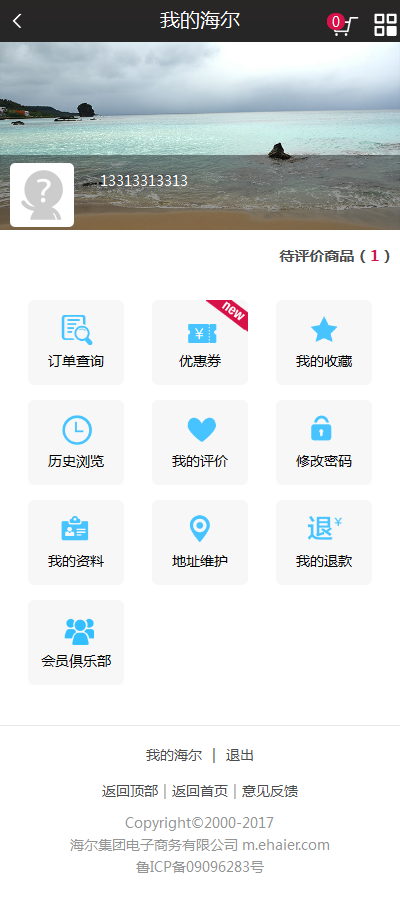 我的海尔
0
13313313313
待评价商品（1）
new
订单查询
优惠券
我的收藏
历史浏览
我的评价
修改密码
退¥
我的资料
地址维护
我的退款
会员俱乐部
我的海尔 | 退出
返回顶部 | 返回首页 | 意见反馈
Copyright©2000-2017
海尔集团电子商务有限公司 m.ehaier.com
鲁ICP备09096283号